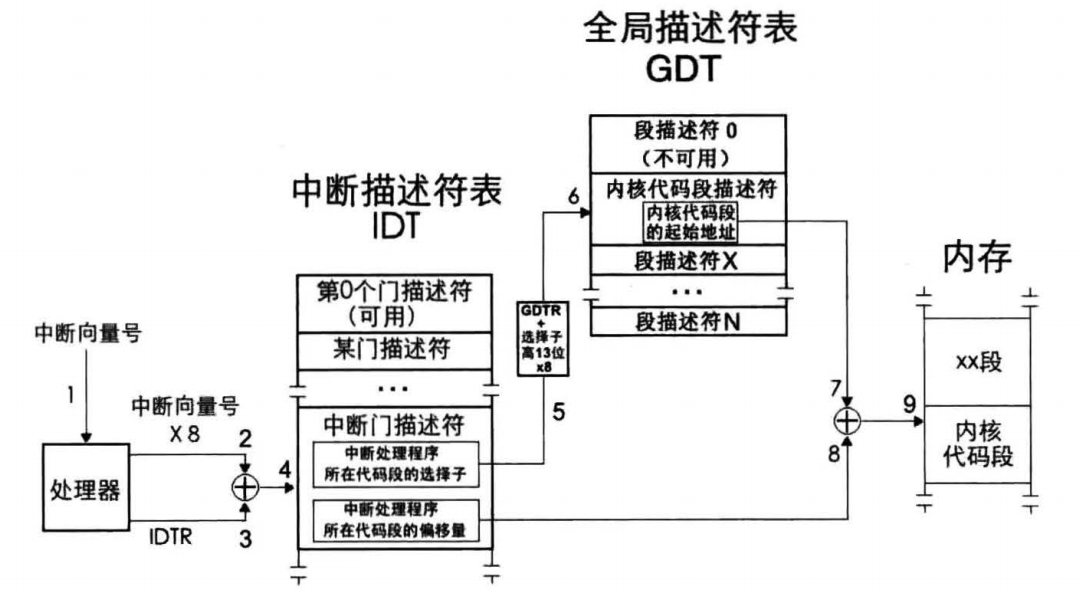 全局描述符表
GDT
段描述符 0
（不可用）
内核代码段描述符
内核代码段
的起始地址
段描述符X
...
段描述符N
6
中断描述符表
IDT
第0个门描述符
（可用）
某门描述符
...
中断门描述符
中断处理程序
所在代码段的选择子
中断处理程序
所在代码段的偏移量
GDTR
+
选择子
高13位
x8
5
中断向量号
1
中断向量号
X 8
2
处理器
IDTR
3
4
7
8
9
内存
xx段
内核
代码段